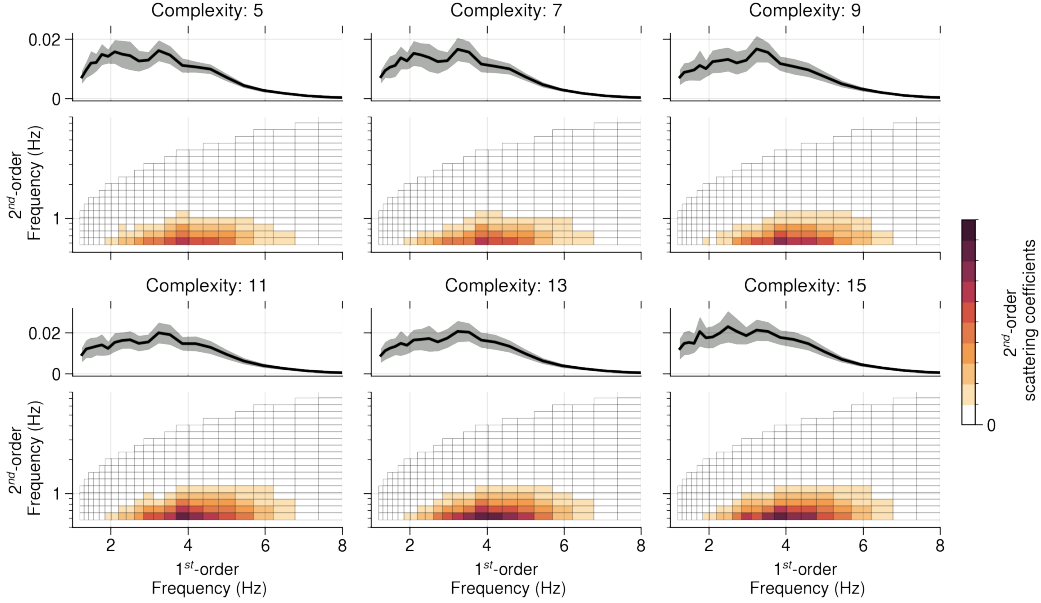 Complexity: 5
Complexity: 7
Complexity: 9
0.02
0
2nd-order
Frequency (Hz)
1
Complexity: 11
Complexity: 13
Complexity: 15
0.02
0
2nd-order
Frequency (Hz)
1
2 4 6 8
2 4 6 8
2 4 6 8
1st-order
Frequency (Hz)
1st-order
Frequency (Hz)
1st-order
Frequency (Hz)
0
2nd-order
scattering coefficients